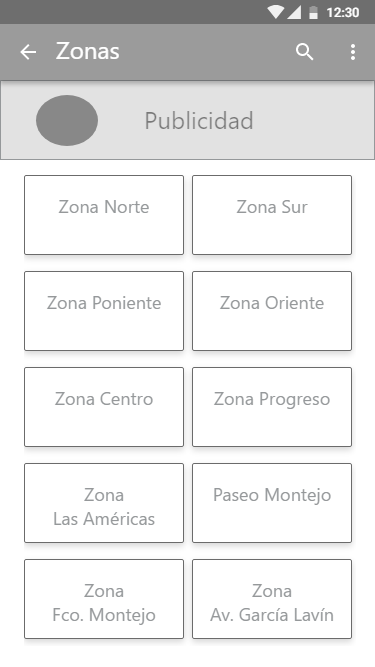 12:30
Zonas
Publicidad
Zona Norte
Zona Sur
Zona Poniente
Zona Oriente
Zona Centro
Zona Progreso
Zona
Las Américas
Paseo Montejo
Zona
Fco. Montejo
Zona
Av. García Lavín